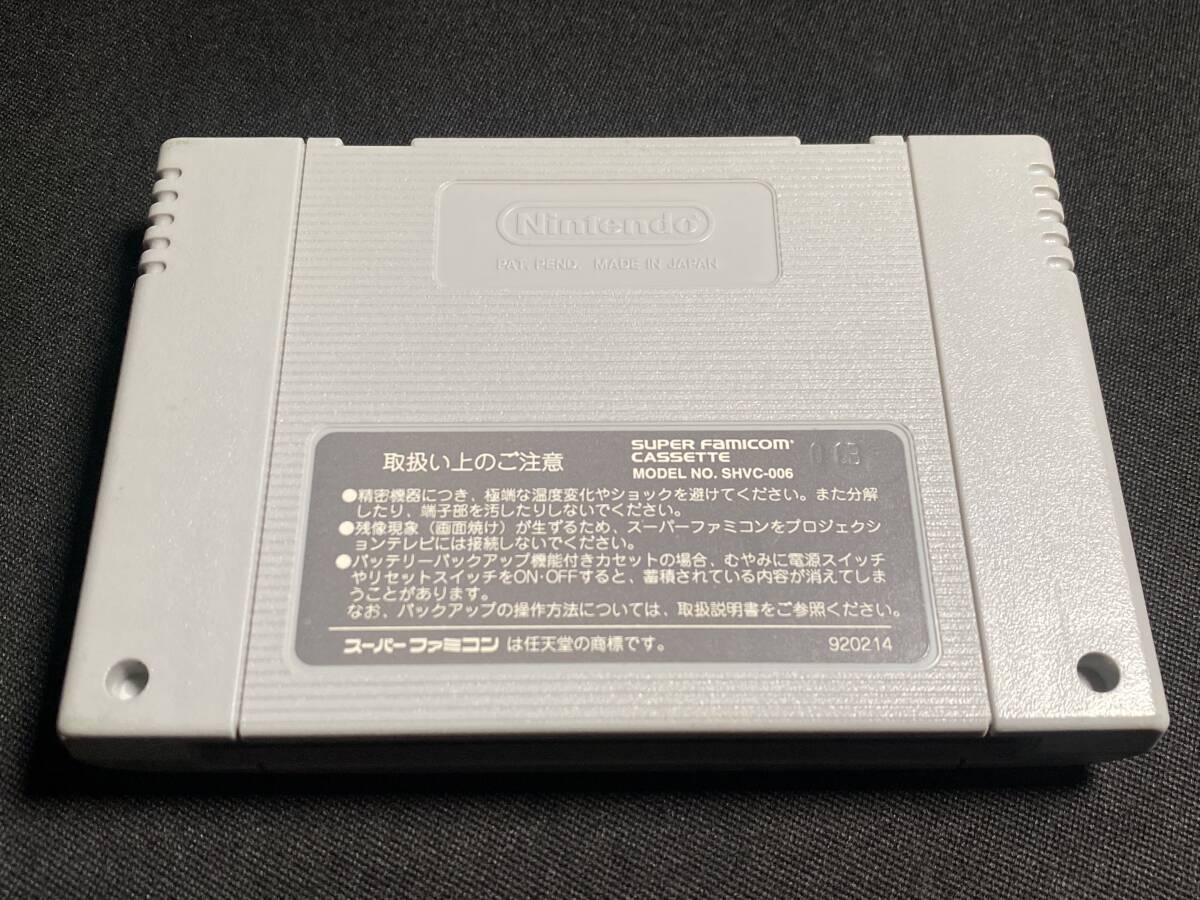 Nintendo
PAT. PEND. MADE IN JAPAN
取扱い上のご注意
SUPER FAMICOM
CASSETTE
MODEL NO. SHVC-006
●精密機器につき、極端な温度変化やショックを避けてください。また分解
したり、端子部を汚したりしないでください。
●残像現象（画面焼け）が生ずるため、スーパーファミコンをプロジェクシ
ョンテレビには接続しないでください。
●バッテリーバックアップ機能付きカセットの場合、むやみに電源スイッチ
やリセットスイッチをON·OFFすると、蓄積されている内容が消えてしま
うことがあります。
なお、バックアップの操作方法については、取扱説明書をご参照ください。
スーパーファミコン は任天堂の商標です。
920214